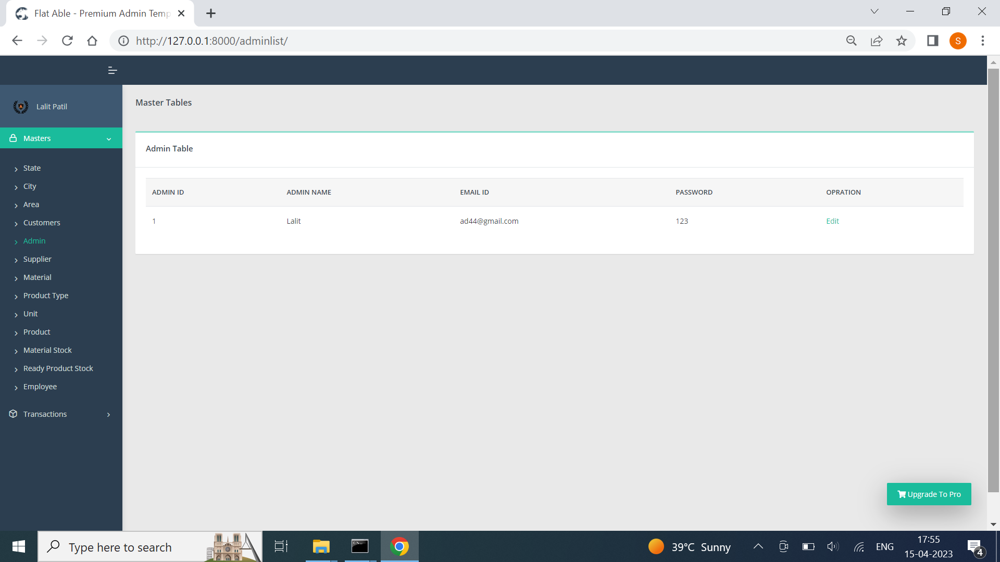 Flat Able - Premium Admin Temp
http://127.0.0.1:8000/adminlist/
S
Lalit Patil
Masters
State
City
Area
Customers
Admin
Supplier
Material
Product Type
Unit
Product
Material Stock
Ready Product Stock
Employee
Transactions
Master Tables
Admin Table
ADMIN ID ADMIN NAME EMAIL ID PASSWORD OPRATION
1 Lalit ad44@gmail.com 123 Edit
Upgrade To Pro
Type here to search
39°C Sunny
ENG
17:55
15-04-2023
4